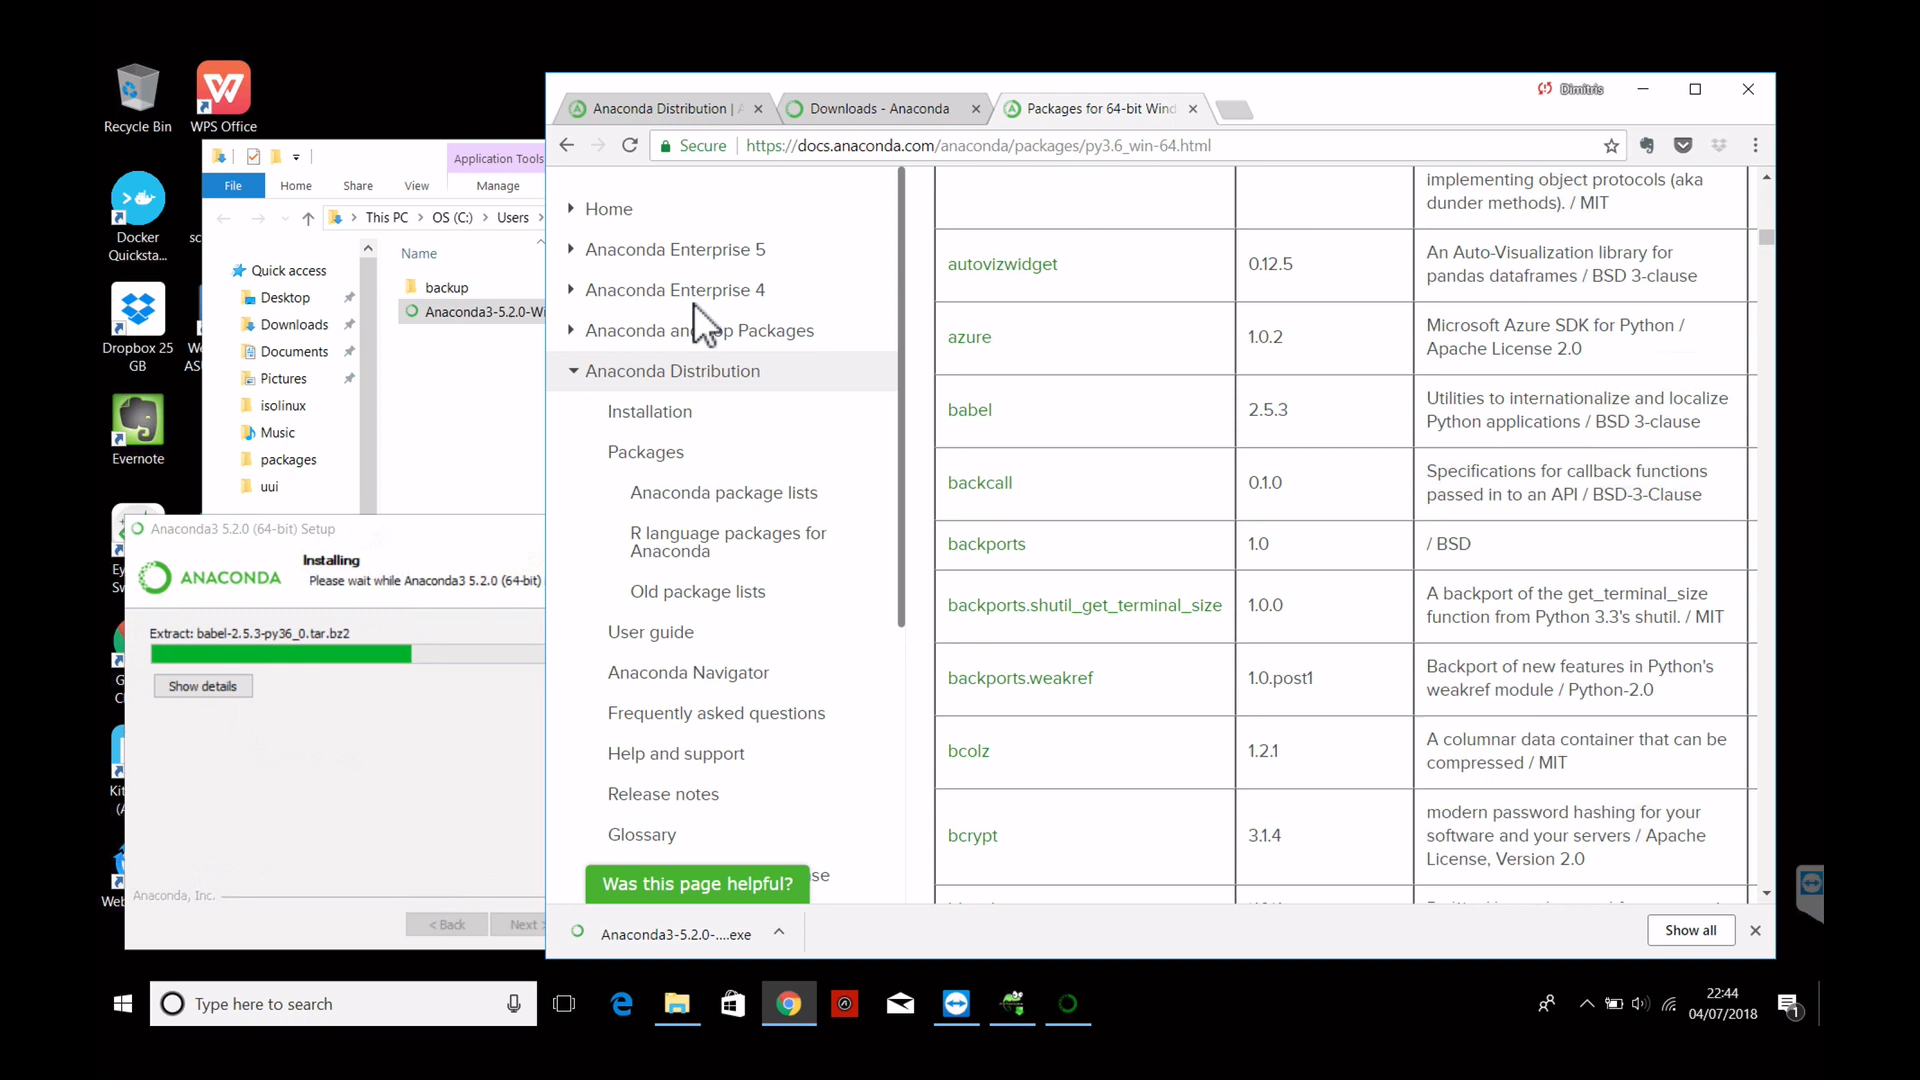 Recycle Bin
WPS Office
Docker
Quicksta...
sc
Dropbox 25
GB
We
ASU
Evernote
Ey
Sw
G
Cl
Kit
(A
Web
Application Tools
File
Home
Share
View
Manage
This PC
OS (C:)
Users
Name
Quick access
Desktop
Downloads
Documents
Pictures
isolinux
Music
packages
uui
backup
Anaconda3-5.2.0-Wi
Anaconda3 5.2.0 (64-bit) Setup
ANACONDA
Installing
Please wait while Anaconda3 5.2.0 (64-bit)
Extract: babel-2.5.3-py36_0.tar.bz2
Show details
Anaconda, Inc.
< Back
Next >
Dimitris
Anaconda Distribution | A
Downloads - Anaconda
Packages for 64-bit Wind
Secure
https://docs.anaconda.com/anaconda/packages/py3.6_win-64.html
Home
Anaconda Enterprise 5
Anaconda Enterprise 4
Anaconda an p Packages
Anaconda Distribution
Installation
Packages
Anaconda package lists
R language packages for
Anaconda
Old package lists
User guide
Anaconda Navigator
Frequently asked questions
Help and support
Release notes
Glossary
se
Was this page helpful?
implementing object protocols (aka
dunder methods). / MIT
autovizwidget
0.12.5
An Auto-Visualization library for
pandas dataframes / BSD 3-clause
azure
1.0.2
Microsoft Azure SDK for Python /
Apache License 2.0
babel
2.5.3
Utilities to internationalize and localize
Python applications / BSD 3-clause
backcall
0.1.0
Specifications for callback functions
passed in to an API / BSD-3-Clause
backports
1.0
/ BSD
backports.shutil_get_terminal_size
1.0.0
A backport of the get_terminal_size
function from Python 3.3's shutil. / MIT
backports.weakref
1.0.post1
Backport of new features in Python's
weakref module / Python-2.0
bcolz
1.2.1
A columnar data container that can be
compressed / MIT
bcrypt
3.1.4
modern password hashing for your
software and your servers / Apache
License, Version 2.0
Anaconda3-5.2.0-....exe
Show all
Type here to search
22:44
04/07/2018
1